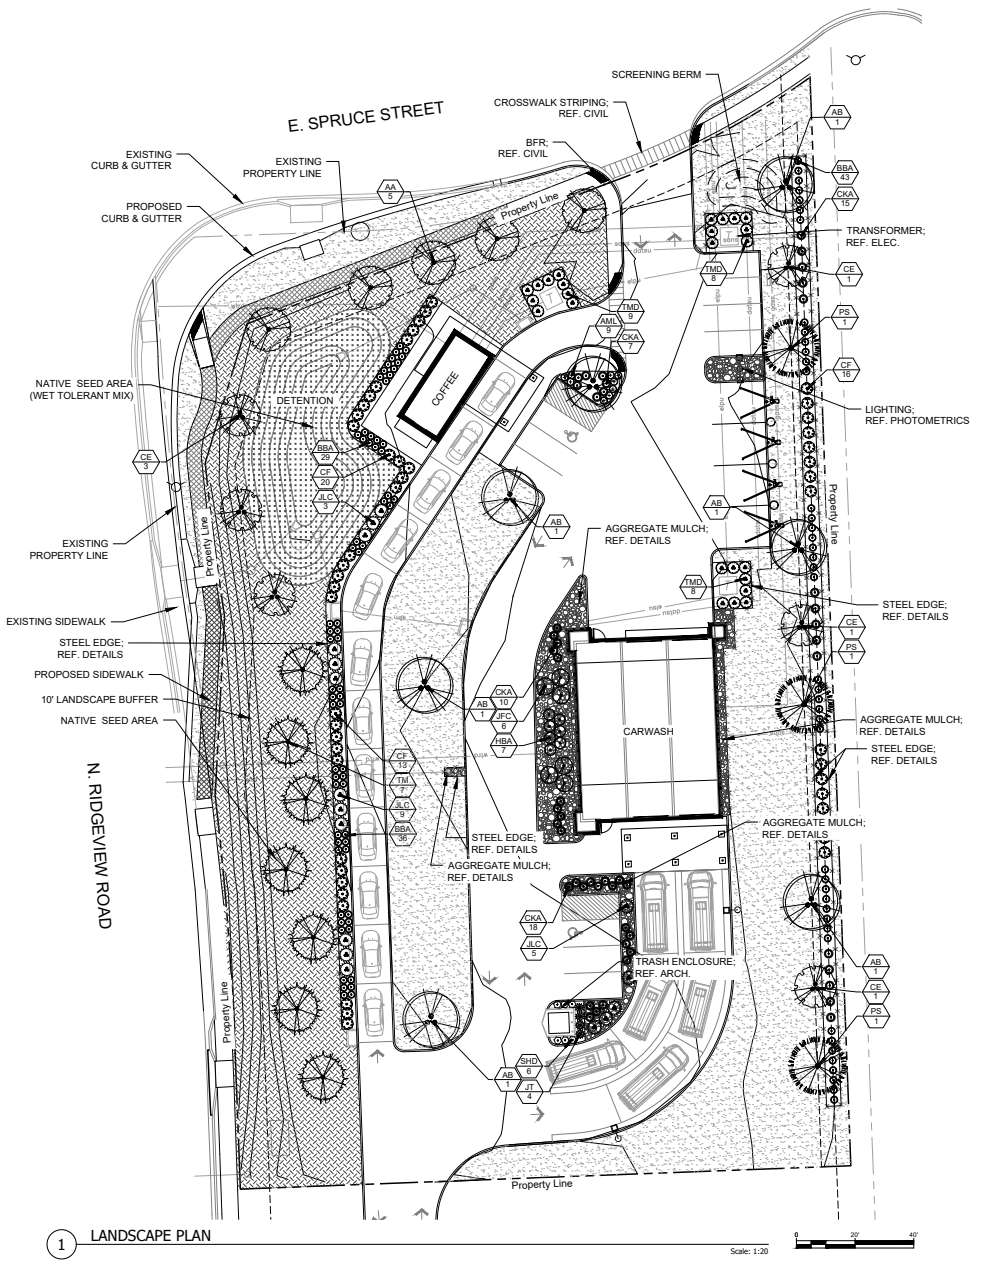 SCREENING BERM
CROSSWALK STRIPING;
REF. CIVIL
E. SPRUCE STREET
AB
1
BFR;
REF. CIVIL
EXISTING
CURB & GUTTER
EXISTING
PROPERTY LINE
BBA
43
AA
5
CKA
15
Property Line
PROPOSED
CURB & GUTTER
TRANSFORMER;
REF. ELEC.
TMD
8
CE
1
TMD
9
AML
9
PS
1
CKA
7
CF
16
NATIVE SEED AREA
(WET TOLERANT MIX)
DETENTION
COFFEE
LIGHTING;
REF. PHOTOMETRICS
BBA
29
CE
3
CF
20
JLC
3
AB
1
AB
1
Property Line
Property Line
EXISTING
PROPERTY LINE
AGGREGATE MULCH;
REF. DETAILS
TMD
8
STEEL EDGE;
REF. DETAILS
EXISTING SIDEWALK
CE
1
STEEL EDGE;
REF. DETAILS
PS
1
PROPOSED SIDEWALK
10' LANDSCAPE BUFFER
NATIVE SEED AREA
CKA
10
AB
1
JFC
6
HBA
7
CARWASH
AGGREGATE MULCH;
REF. DETAILS
STEEL EDGE;
REF. DETAILS
CF
13
TM
7
JLC
9
BBA
36
N. RIDGEVIEW ROAD
STEEL EDGE;
REF. DETAILS
AGGREGATE MULCH;
REF. DETAILS
AGGREGATE MULCH;
REF. DETAILS
CKA
18
JLC
5
TRASH ENCLOSURE;
REF. ARCH.
AB
1
CE
1
PS
1
Property Line
SHD
6
AB
1
JT
4
Property Line
1
LANDSCAPE PLAN
Scale: 1:20
0
20'
40'